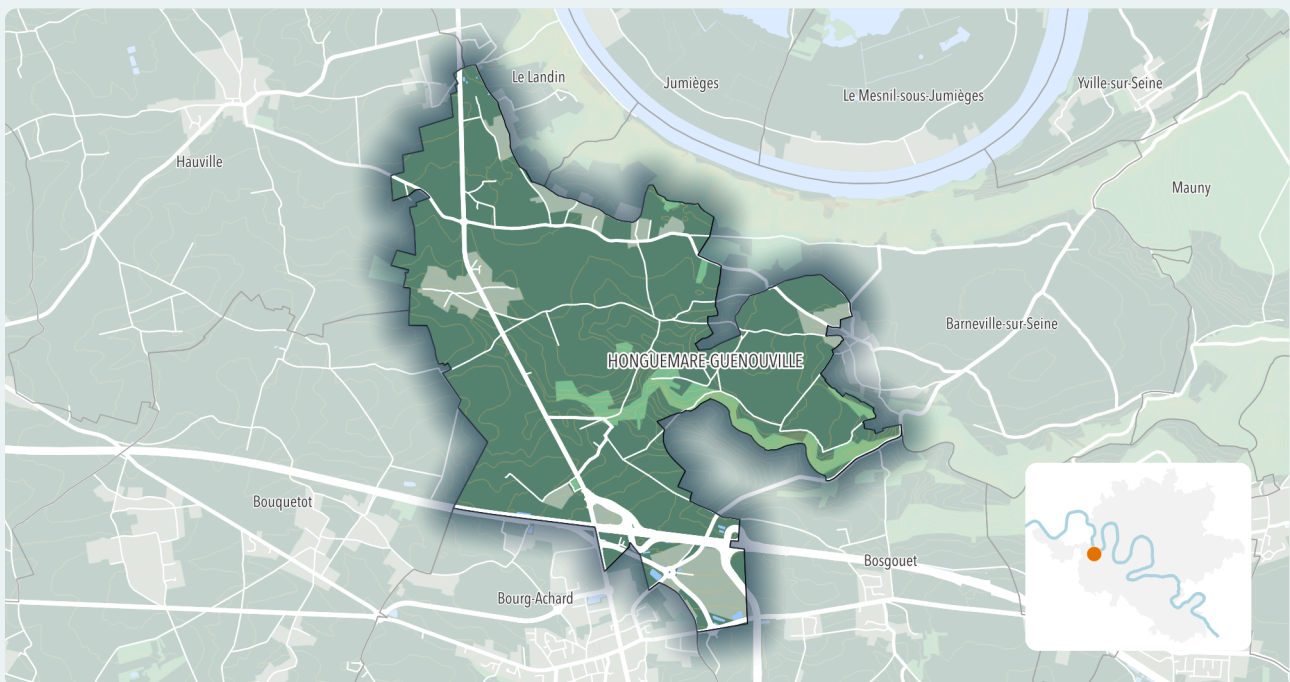 Le Landin
Jumièges
Le Mesnil-sous-Jumièges
Yville-sur-Seine
Hauville
Mauny
Barneville-sur-Seine
HONGUEMARE-GUENOUVILLE
Bouquetot
Bosgouet
Bourg-Achard